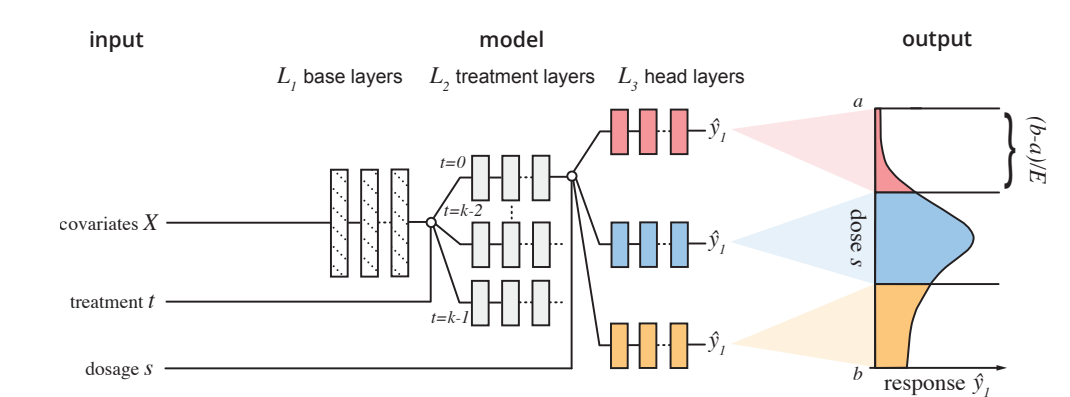 input
model
output
L₁ base layers
L₂ treatment layers
L₃ head layers
a
t=0
ŷ₁
(b-a)/E
t=k-2
covariates X
ŷ₁
dose s
treatment t
t=k-1
ŷ₁
dosage s
b
response ŷ₁